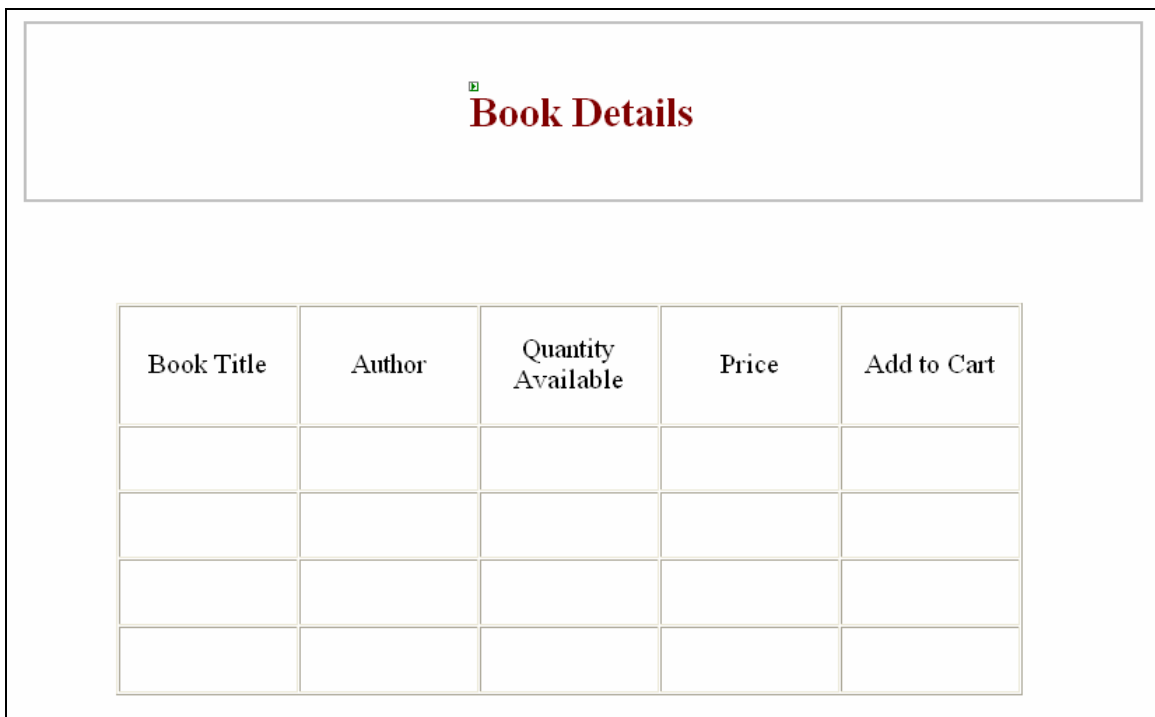 Book Details
Book Title
Author
Quantity
Available
Price
Add to Cart